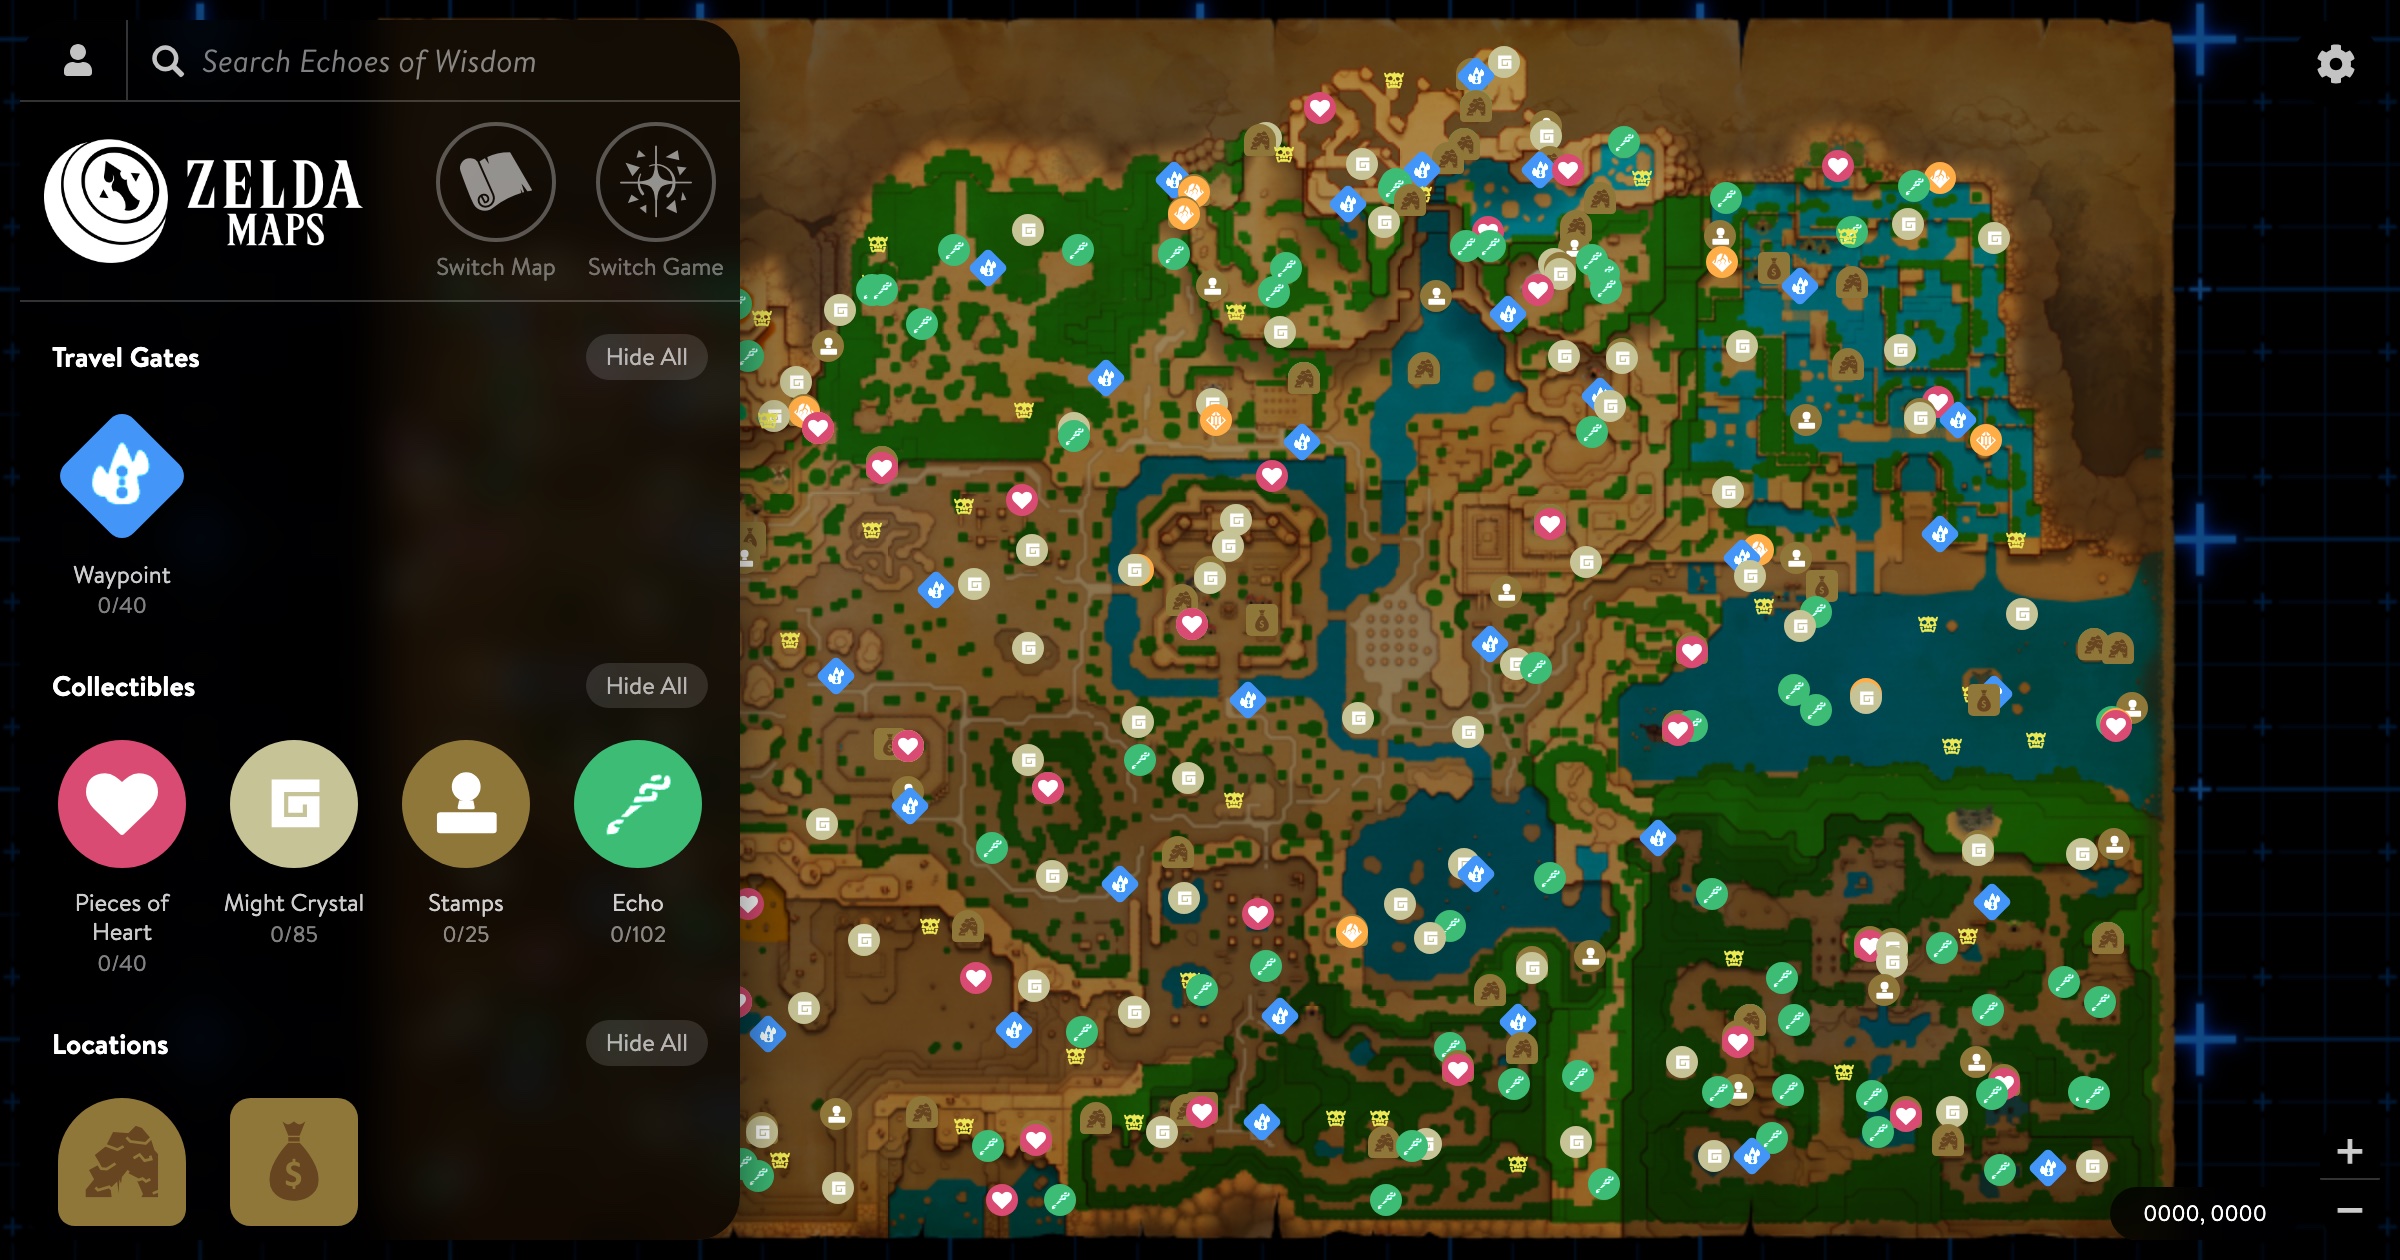 Search Echoes of Wisdom
ZELDA
MAPS
Switch Map
Switch Game
Travel Gates
Hide All
Waypoint
0/40
Collectibles
Hide All
Pieces of
Heart
0/40
Might Crystal
0/85
Stamps
0/25
Echo
0/102
Locations
Hide All
0000, 0000